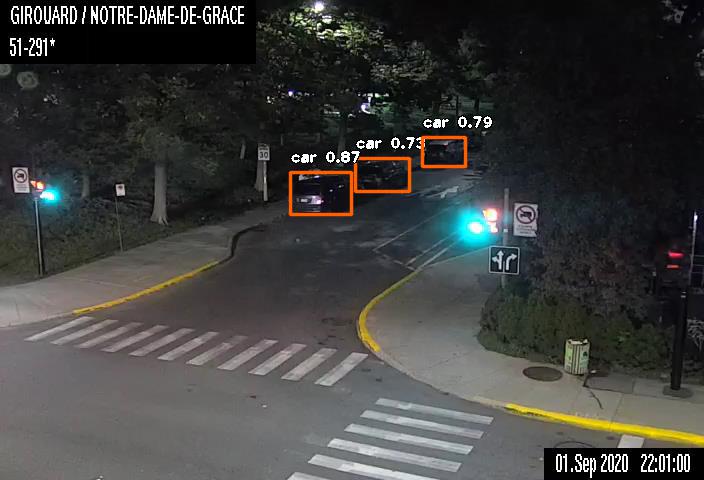 GIROUARD / NOTRE-DAME-DE-GRACE
51-291*
car 0.79
car 0.73
car 0.87
30
01.Sep 2020 22:01:00